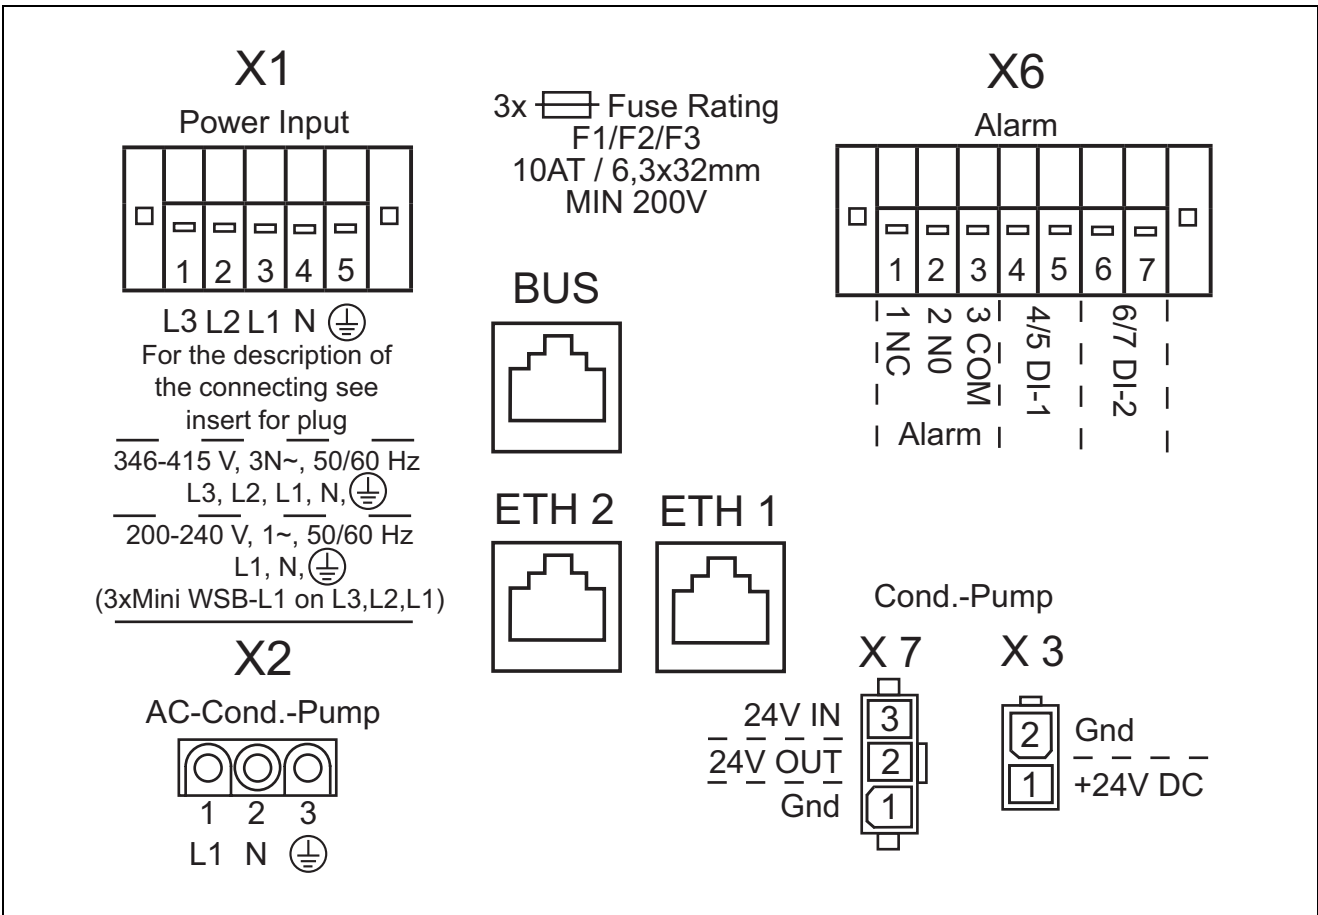 X1
Power Input
1 2 3 4 5
L3 L2 L1 N
For the description of
the connecting see
insert for plug
346-415 V, 3N~, 50/60 Hz
L3, L2, L1, N,
200-240 V, 1~, 50/60 Hz
L1, N,
(3xMini WSB-L1 on L3,L2,L1)
X2
AC-Cond.-Pump
1 2 3
L1 N
3x Fuse Rating
F1/F2/F3
10AT / 6,3x32mm
MIN 200V
BUS
ETH 2
ETH 1
X6
Alarm
1 2 3 4 5 6 7
1 NC
2 N0
3 COM
4/5 DI-1
6/7 DI-2
Alarm
Cond.-Pump
X 7
24V IN 3
24V OUT 2
Gnd 1
X 3
2 Gnd
1 +24V DC